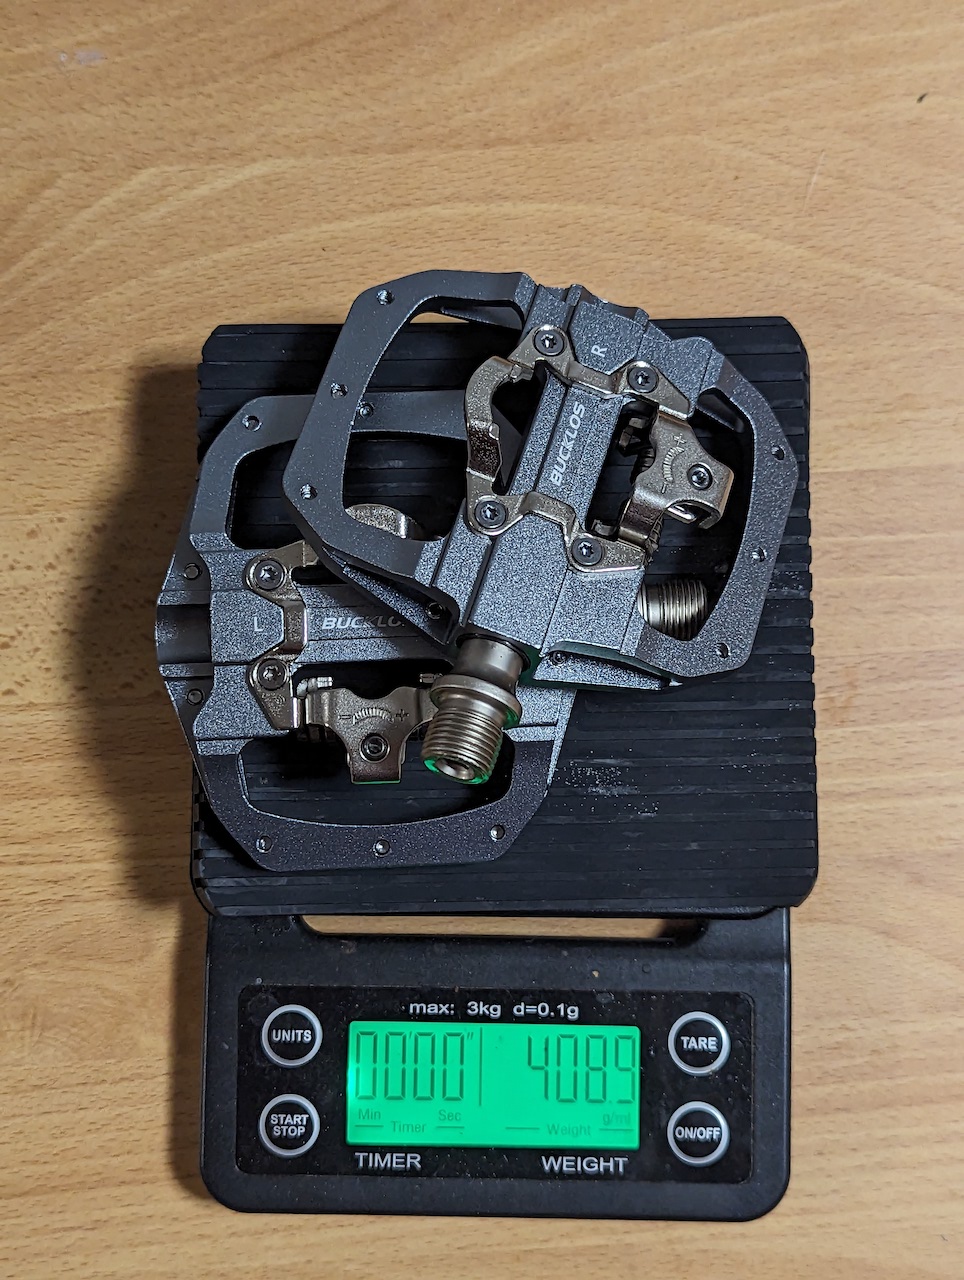 R
BUCKLOS
L
BUCKLO
- +
- +
max: 3kg d=0.1g
UNITS
00'00" 408.9
TARE
Min Sec g/ml
Timer Weight
START
STOP
ON/OFF
TIMER WEIGHT